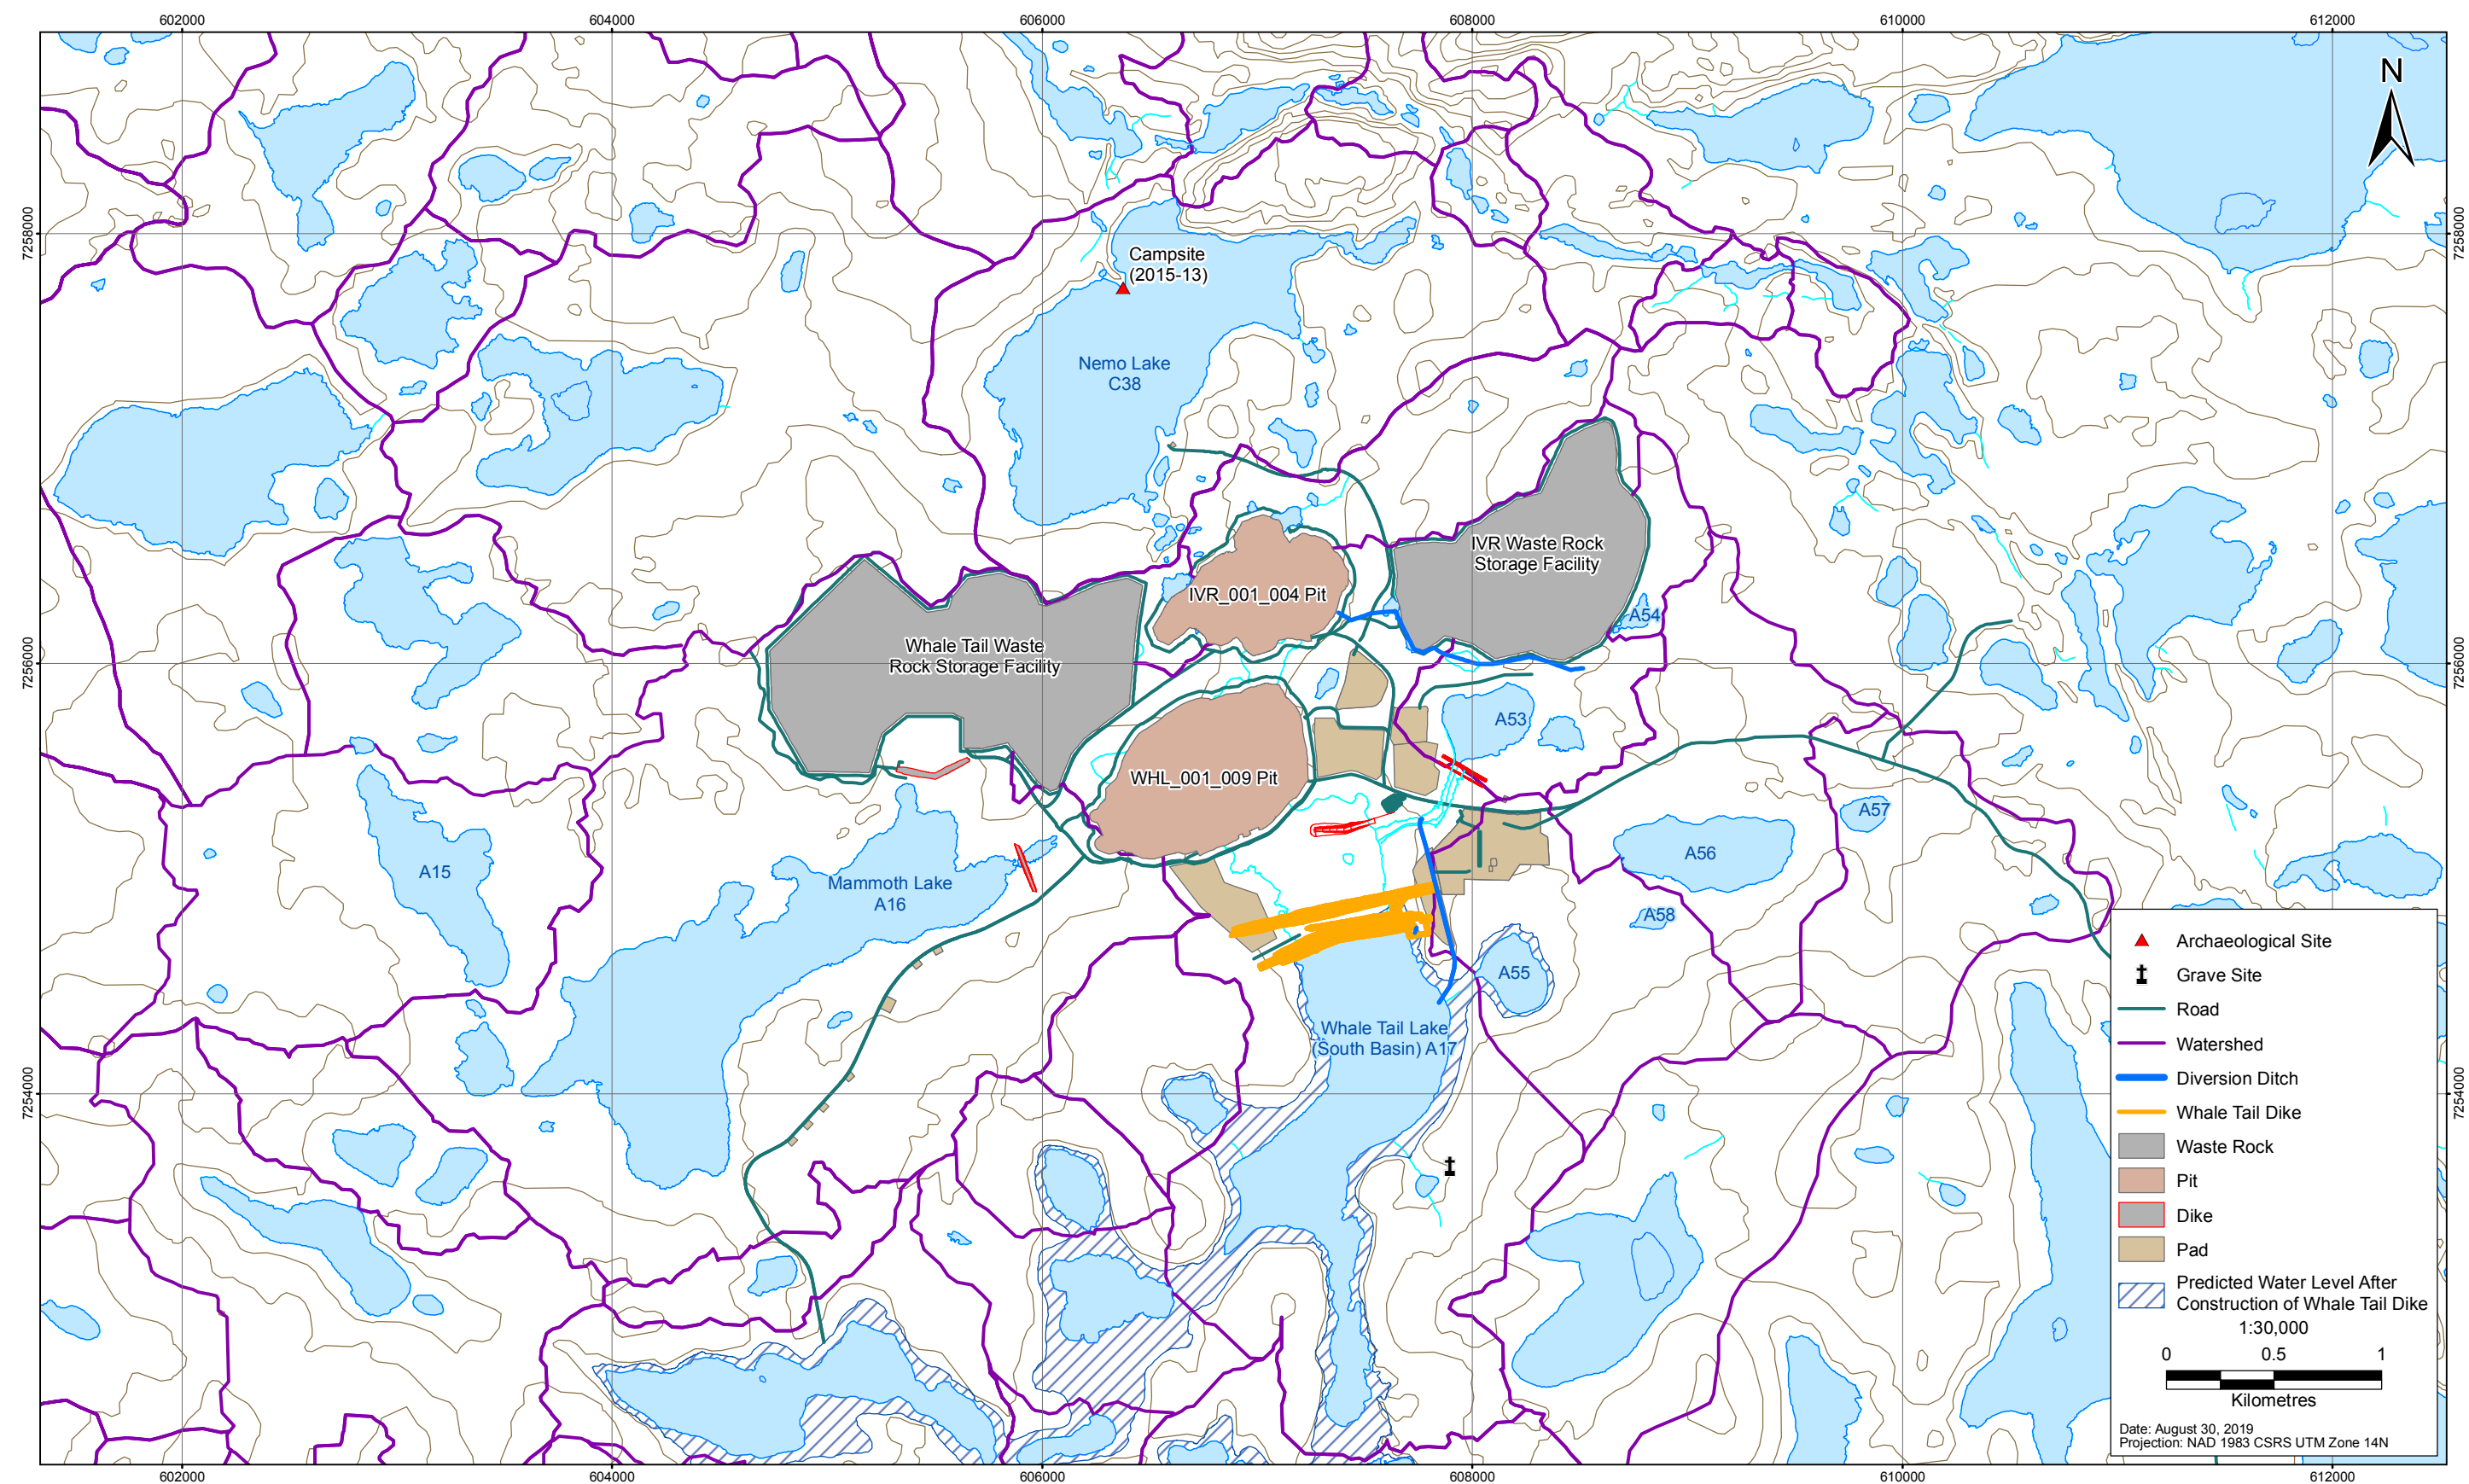 602000
604000
606000
608000
610000
612000
N
7258000
7258000
Campsite
(2015-13)
Nemo Lake
C38
IVR Waste Rock
Storage Facility
IVR_001_004 Pit
A54
Whale Tail Waste
Rock Storage Facility
7256000
7256000
A53
WHL_001_009 Pit
A57
A56
A15
Mammoth Lake
A16
A58
A55
Whale Tail Lake
(South Basin) A17
7254000
7254000
Archaeological Site
Grave Site
Road
Watershed
Diversion Ditch
Whale Tail Dike
Waste Rock
Pit
Dike
Pad
Predicted Water Level After
Construction of Whale Tail Dike
1:30,000
0
0.5
1
Kilometres
Date: August 30, 2019
Projection: NAD 1983 CSRS UTM Zone 14N
602000
604000
606000
608000
610000
612000